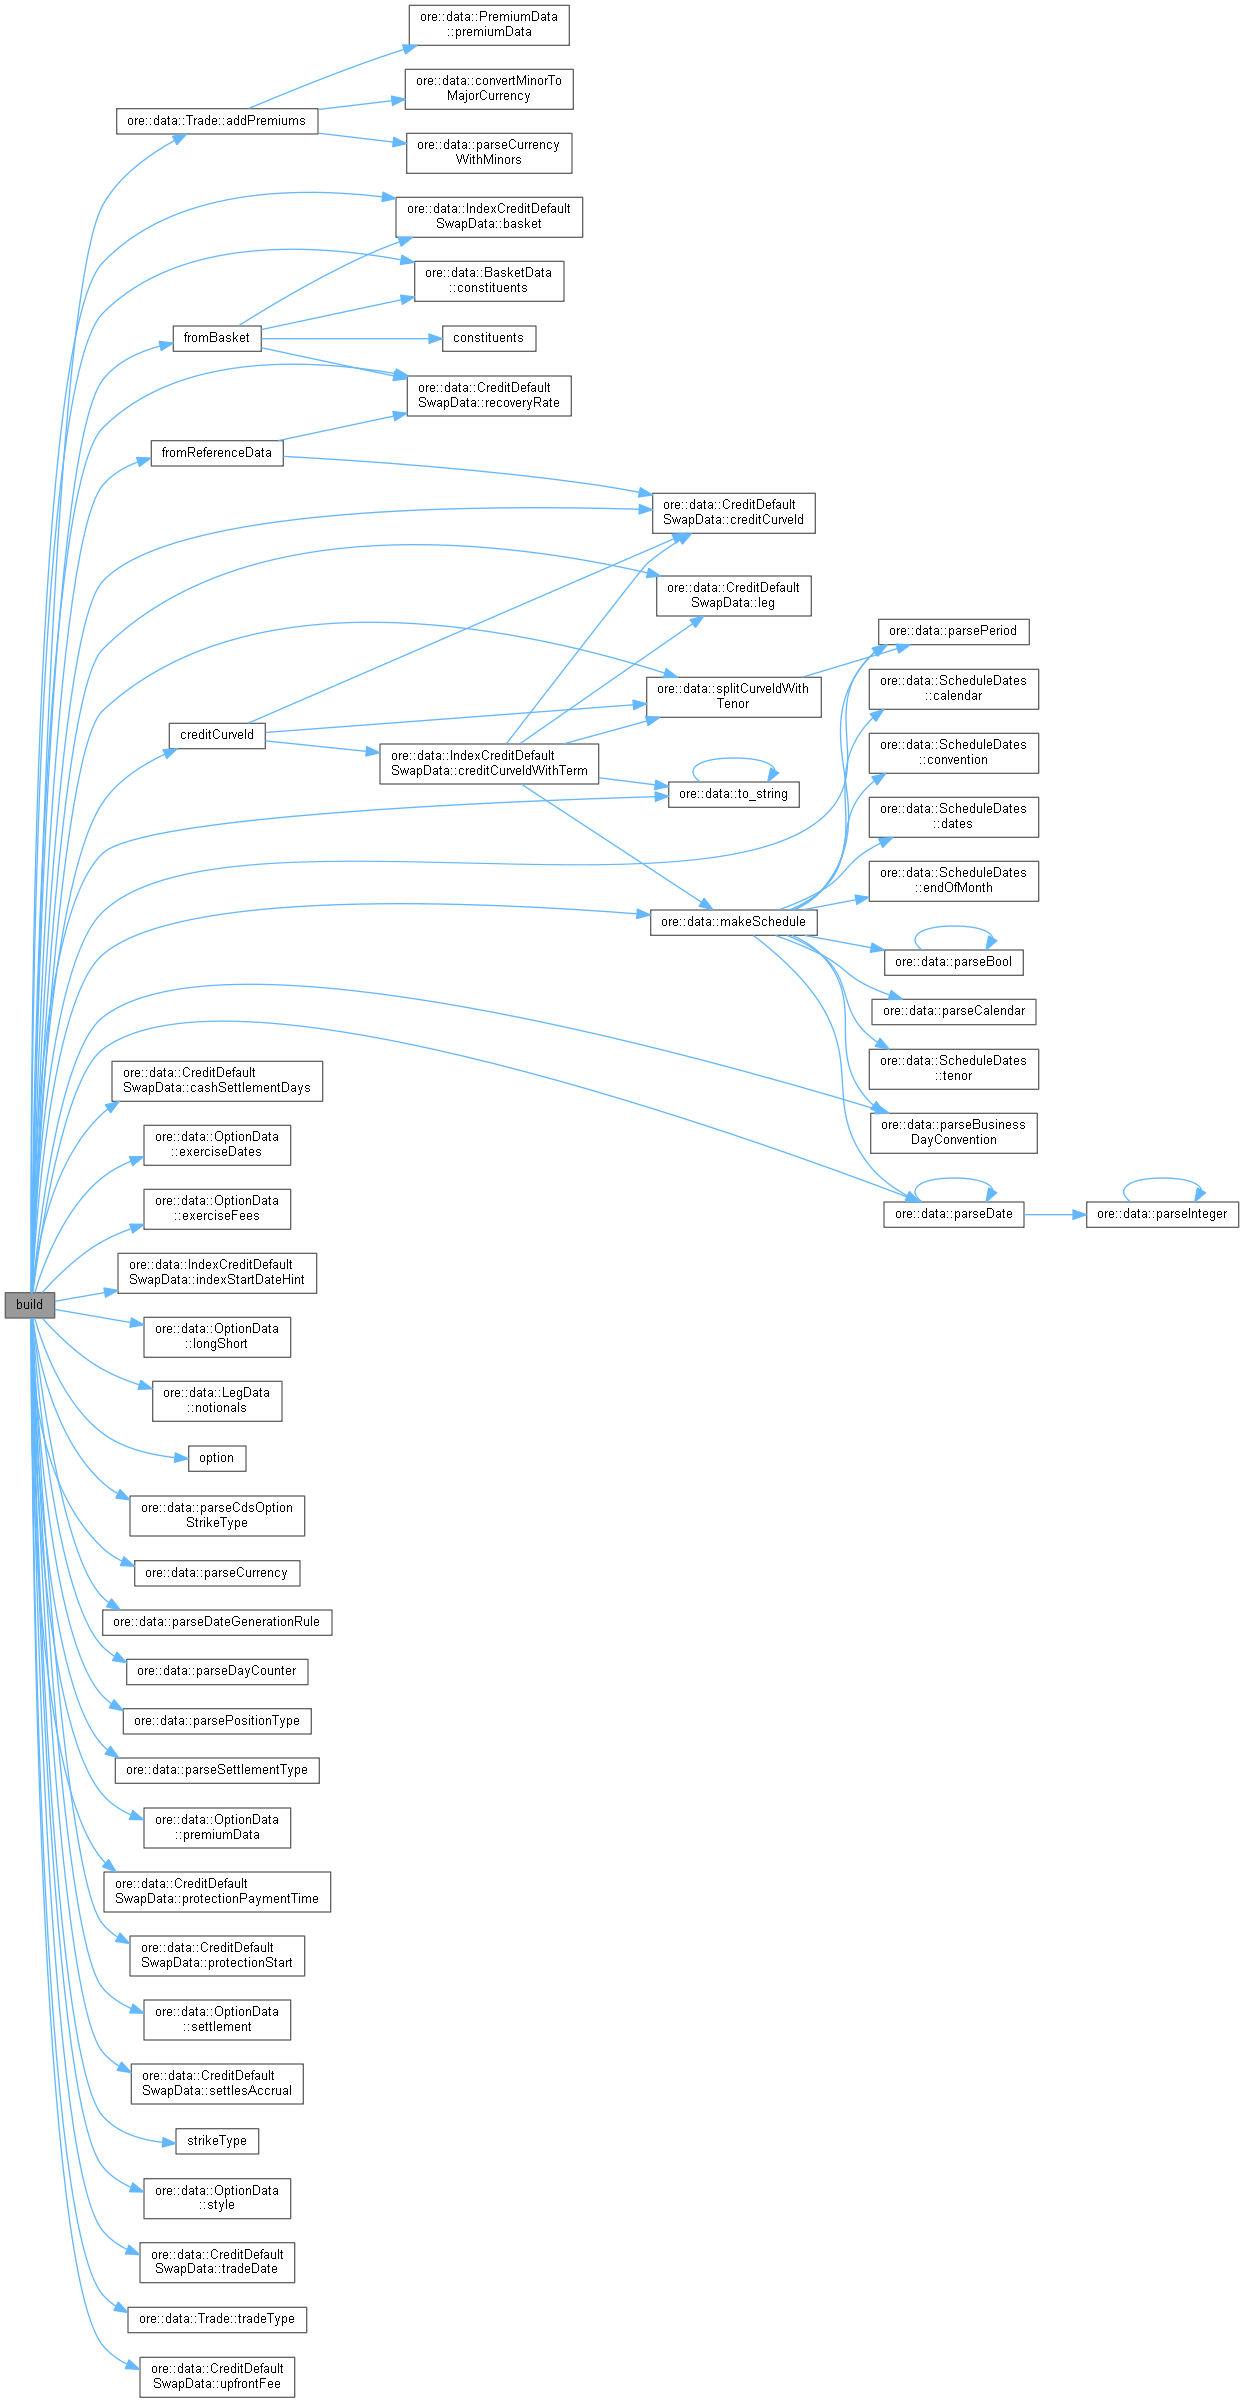 ore::data::PremiumData
::premiumData
ore::data::convertMinorTo
MajorCurrency
ore::data::Trade::addPremiums
ore::data::parseCurrency
WithMinors
ore::data::IndexCreditDefault
SwapData::basket
ore::data::BasketData
::constituents
fromBasket
constituents
ore::data::CreditDefault
SwapData::recoveryRate
fromReferenceData
ore::data::CreditDefault
SwapData::creditCurveId
ore::data::CreditDefault
SwapData::leg
ore::data::parsePeriod
ore::data::splitCurveIdWith
Tenor
ore::data::ScheduleDates
::calendar
creditCurveId
ore::data::IndexCreditDefault
SwapData::creditCurveIdWithTerm
ore::data::ScheduleDates
::convention
ore::data::to_string
ore::data::ScheduleDates
::dates
ore::data::ScheduleDates
::endOfMonth
ore::data::makeSchedule
ore::data::parseBool
ore::data::parseCalendar
ore::data::ScheduleDates
::tenor
ore::data::CreditDefault
SwapData::cashSettlementDays
ore::data::parseBusiness
DayConvention
ore::data::OptionData
::exerciseDates
ore::data::OptionData
::exerciseFees
ore::data::parseDate
ore::data::parseInteger
ore::data::IndexCreditDefault
SwapData::indexStartDateHint
build
ore::data::OptionData
::longShort
ore::data::LegData
::notionals
option
ore::data::parseCdsOption
StrikeType
ore::data::parseCurrency
ore::data::parseDateGenerationRule
ore::data::parseDayCounter
ore::data::parsePositionType
ore::data::parseSettlementType
ore::data::OptionData
::premiumData
ore::data::CreditDefault
SwapData::protectionPaymentTime
ore::data::CreditDefault
SwapData::protectionStart
ore::data::OptionData
::settlement
ore::data::CreditDefault
SwapData::settlesAccrual
strikeType
ore::data::OptionData
::style
ore::data::CreditDefault
SwapData::tradeDate
ore::data::Trade::tradeType
ore::data::CreditDefault
SwapData::upfrontFee